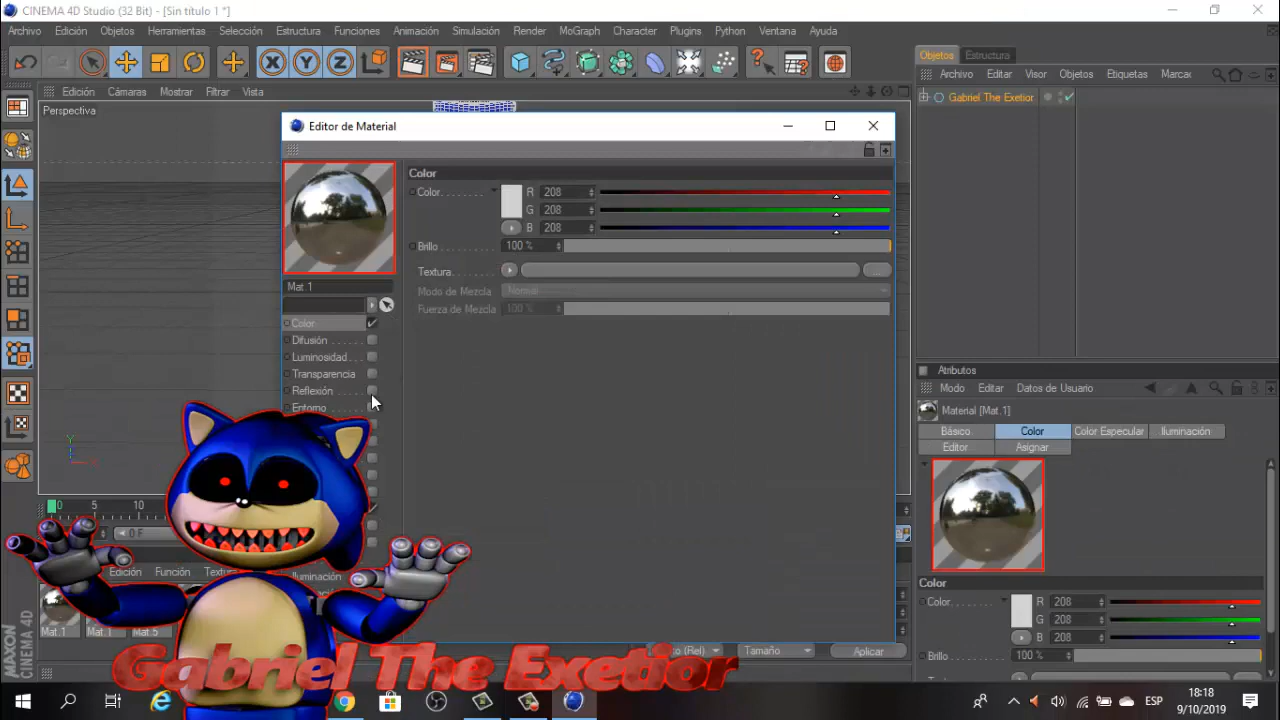 CINEMA 4D Studio (32 Bit) - [Sin título 1 *]
Archivo Edición Objetos Herramientas Selección Estructura Funciones Animación Simulación Render MoGraph Character Plugins Python Ventana Ayuda
X Y Z
Objetos Estructura
Archivo Editar Visor Objetos Etiquetas Marcad
Gabriel The Exetior
Edición Cámaras Mostrar Filtrar Vista
Perspectiva
Editor de Material
Color
Color R 208
G 208
B 208
Brillo 100 %
Textura ...
Modo de Mezcla Normal
Fuerza de Mezcla 100 %
Mat.1
Color
Difusión
Luminosidad
Transparencia
Reflexión
Entorno
Iluminación
Y
X
0 5 10
0 F
Edición Función
Mat.1 Mat.1 Mat.5
Tamaño Aplicar
MAXON CINEMA 4D
Atributos
Modo Editar Datos de Usuario
Material [Mat.1]
Básico Color Color Especular Iluminación
Editor Asignar
Color
Color R 208
G 208
B 208
Brillo 100 %
Gabriel The Exetior
ESP
18:18
9/10/2019